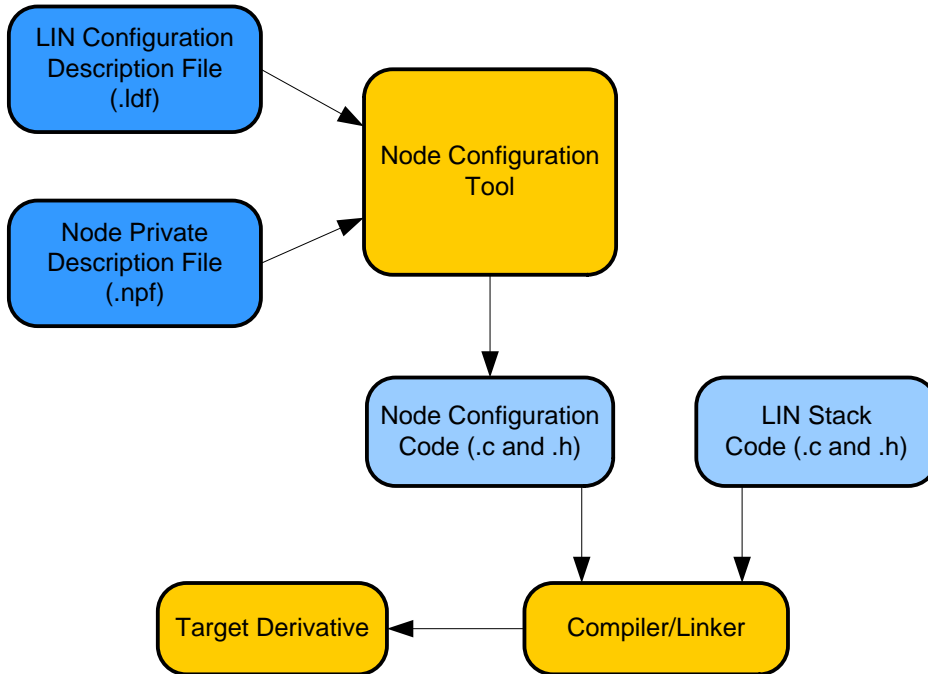 LIN Configuration
Description File
(.ldf)
Node Configuration
Tool
Node Private
Description File
(.npf)
Node Configuration
Code (.c and .h)
LIN Stack
Code (.c and .h)
Target Derivative
Compiler/Linker